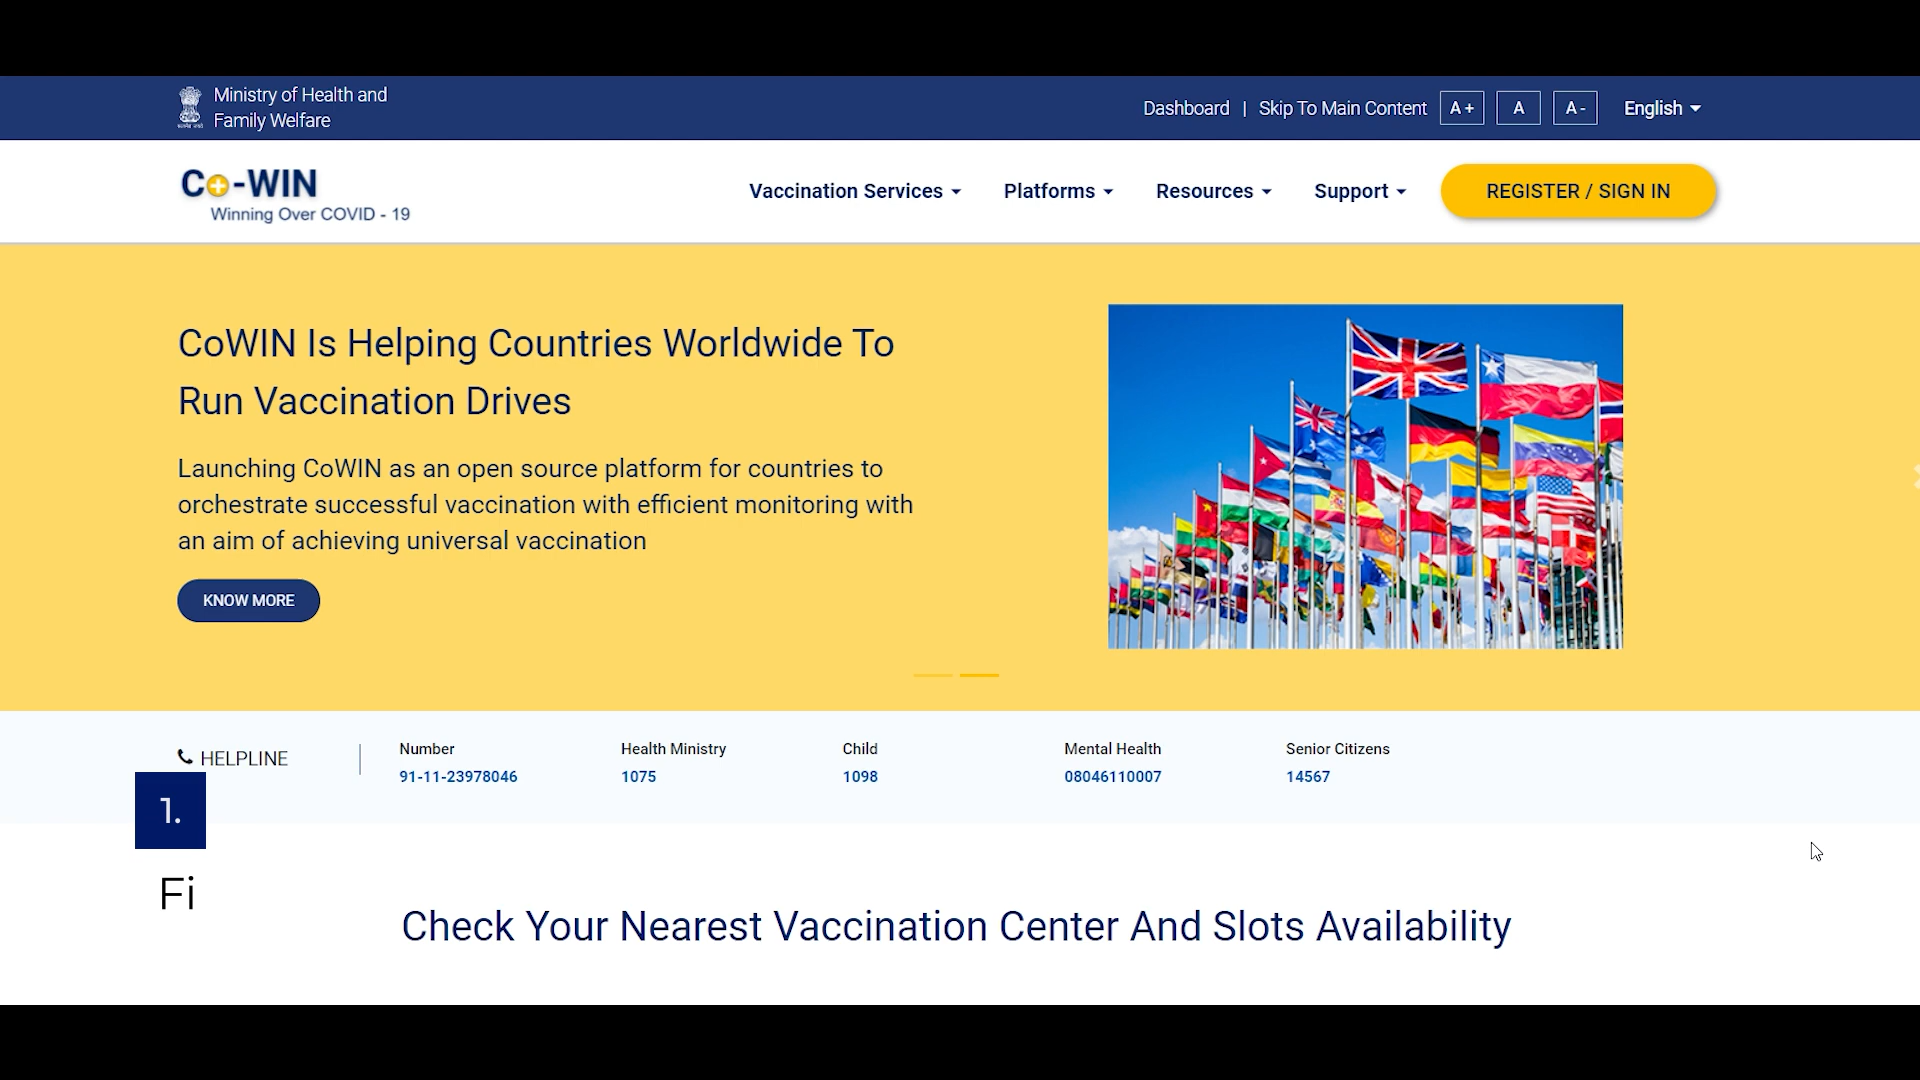 Ministry of Health and
Family Welfare
Dashboard | Skip To Main Content A+ A A- English
Co-WIN
Winning Over COVID - 19
Vaccination Services Platforms Resources Support REGISTER / SIGN IN
CoWIN Is Helping Countries Worldwide To
Run Vaccination Drives
Launching CoWIN as an open source platform for countries to
orchestrate successful vaccination with efficient monitoring with
an aim of achieving universal vaccination
KNOW MORE
HELPLINE
Number Health Ministry Child Mental Health Senior Citizens
91-11-23978046 1075 1098 08046110007 14567
1.
Fi
Check Your Nearest Vaccination Center And Slots Availability